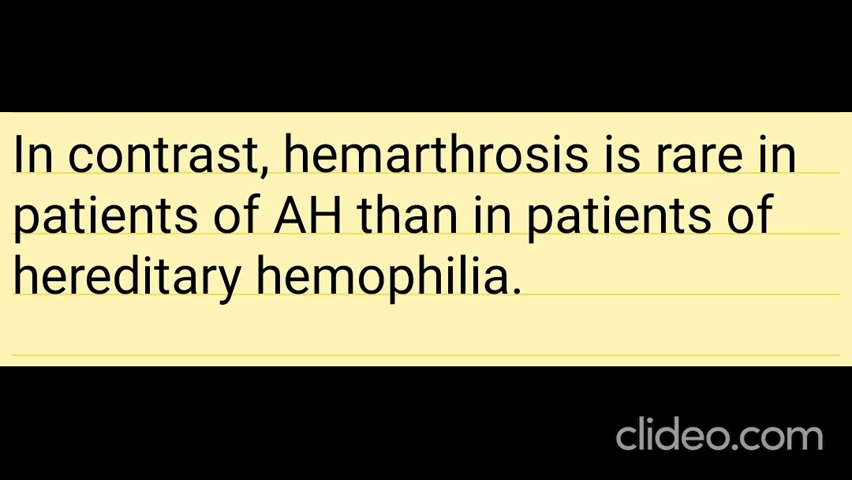 In contrast, hemarthrosis is rare in
patients of AH than in patients of
hereditary hemophilia.
clideo.com